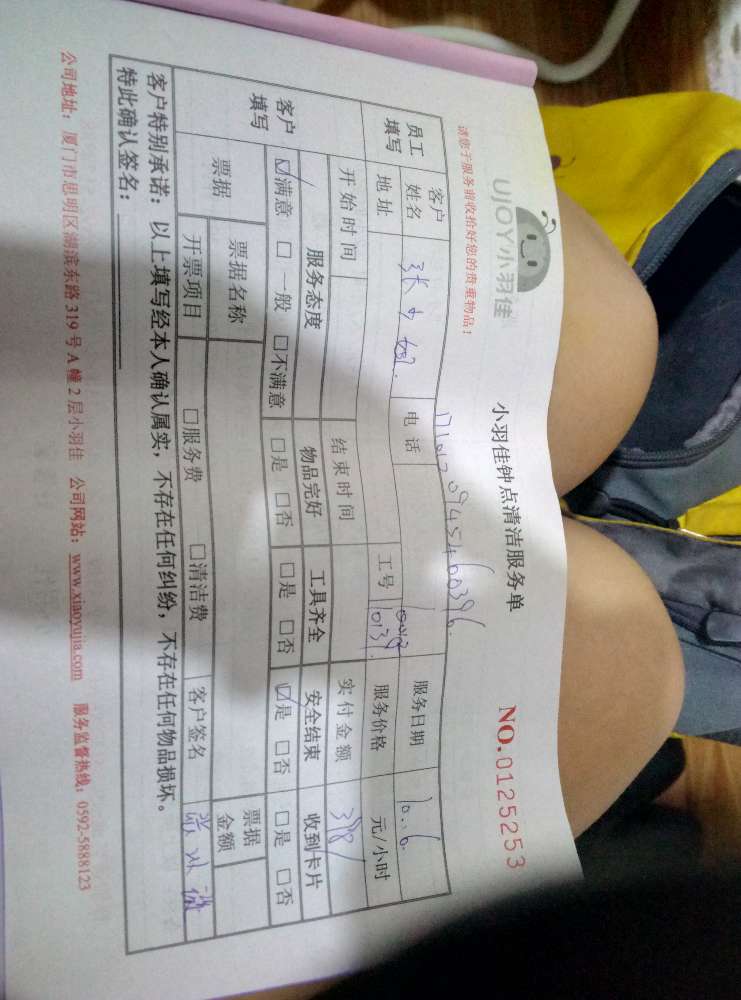 UJOY小羽佳
小羽佳钟点清洁服务单
NO.0125253
请您于服务前收拾好您的贵重物品！
员工填写 客户姓名 张 电话 服务日期 10.6
地址 工号 服务价格 元/小时
开始时间 结束时间 实付金额 398
客户填写 服务态度 物品完好 工具齐全 安全结束 收到卡片
☑满意 □一般 □不满意 □是 □否 □是 □否 ☑是 □否 □是 □否
票据 票据名称 票据金额
开票项目 □服务费 □清洁费 客户签名 张
客户特别承诺：以上填写经本人确认属实，不存在任何纠纷，不存在任何物品损坏。
特此确认签名：
公司地址：厦门市思明区湖滨东路319号A幢2层小羽佳 公司网站：www.xiaoyujia.com 服务监督热线：0592-5888123